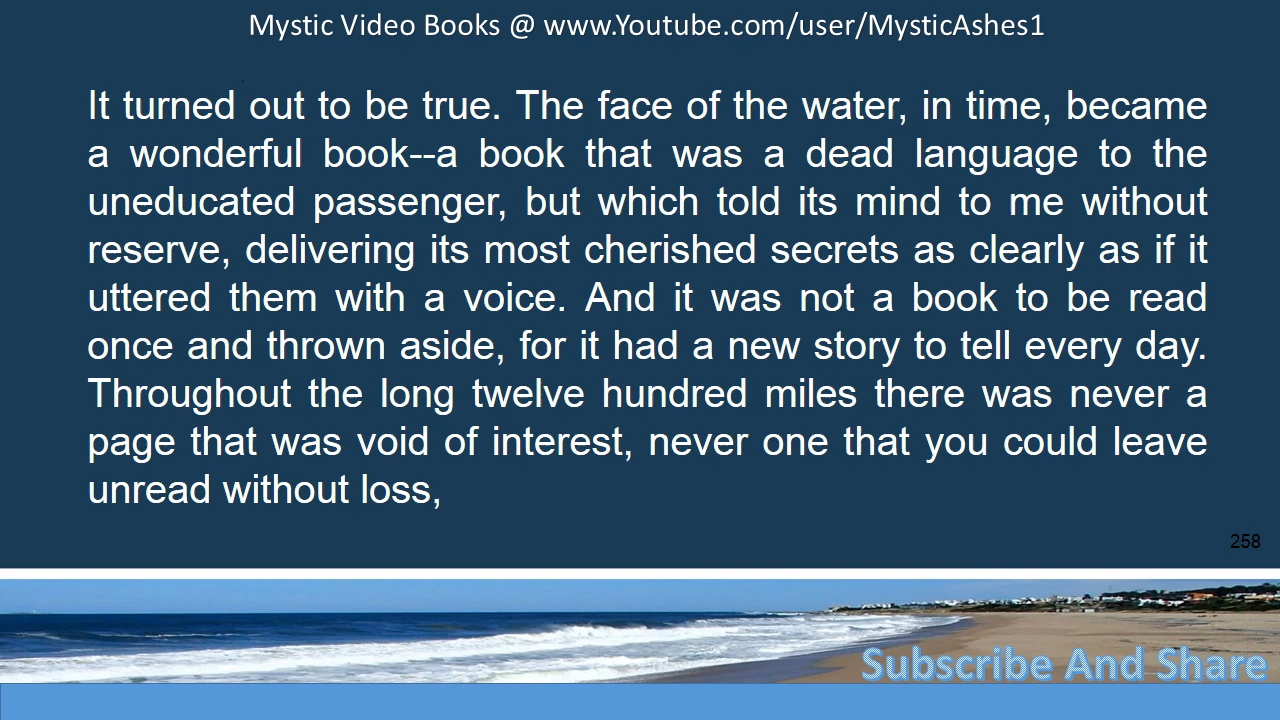 Mystic Video Books @ www.Youtube.com/user/MysticAshes1
It turned out to be true. The face of the water, in time, became
a wonderful book--a book that was a dead language to the
uneducated passenger, but which told its mind to me without
reserve, delivering its most cherished secrets as clearly as if it
uttered them with a voice. And it was not a book to be read
once and thrown aside, for it had a new story to tell every day.
Throughout the long twelve hundred miles there was never a
page that was void of interest, never one that you could leave
unread without loss,
258
Subscribe And Share